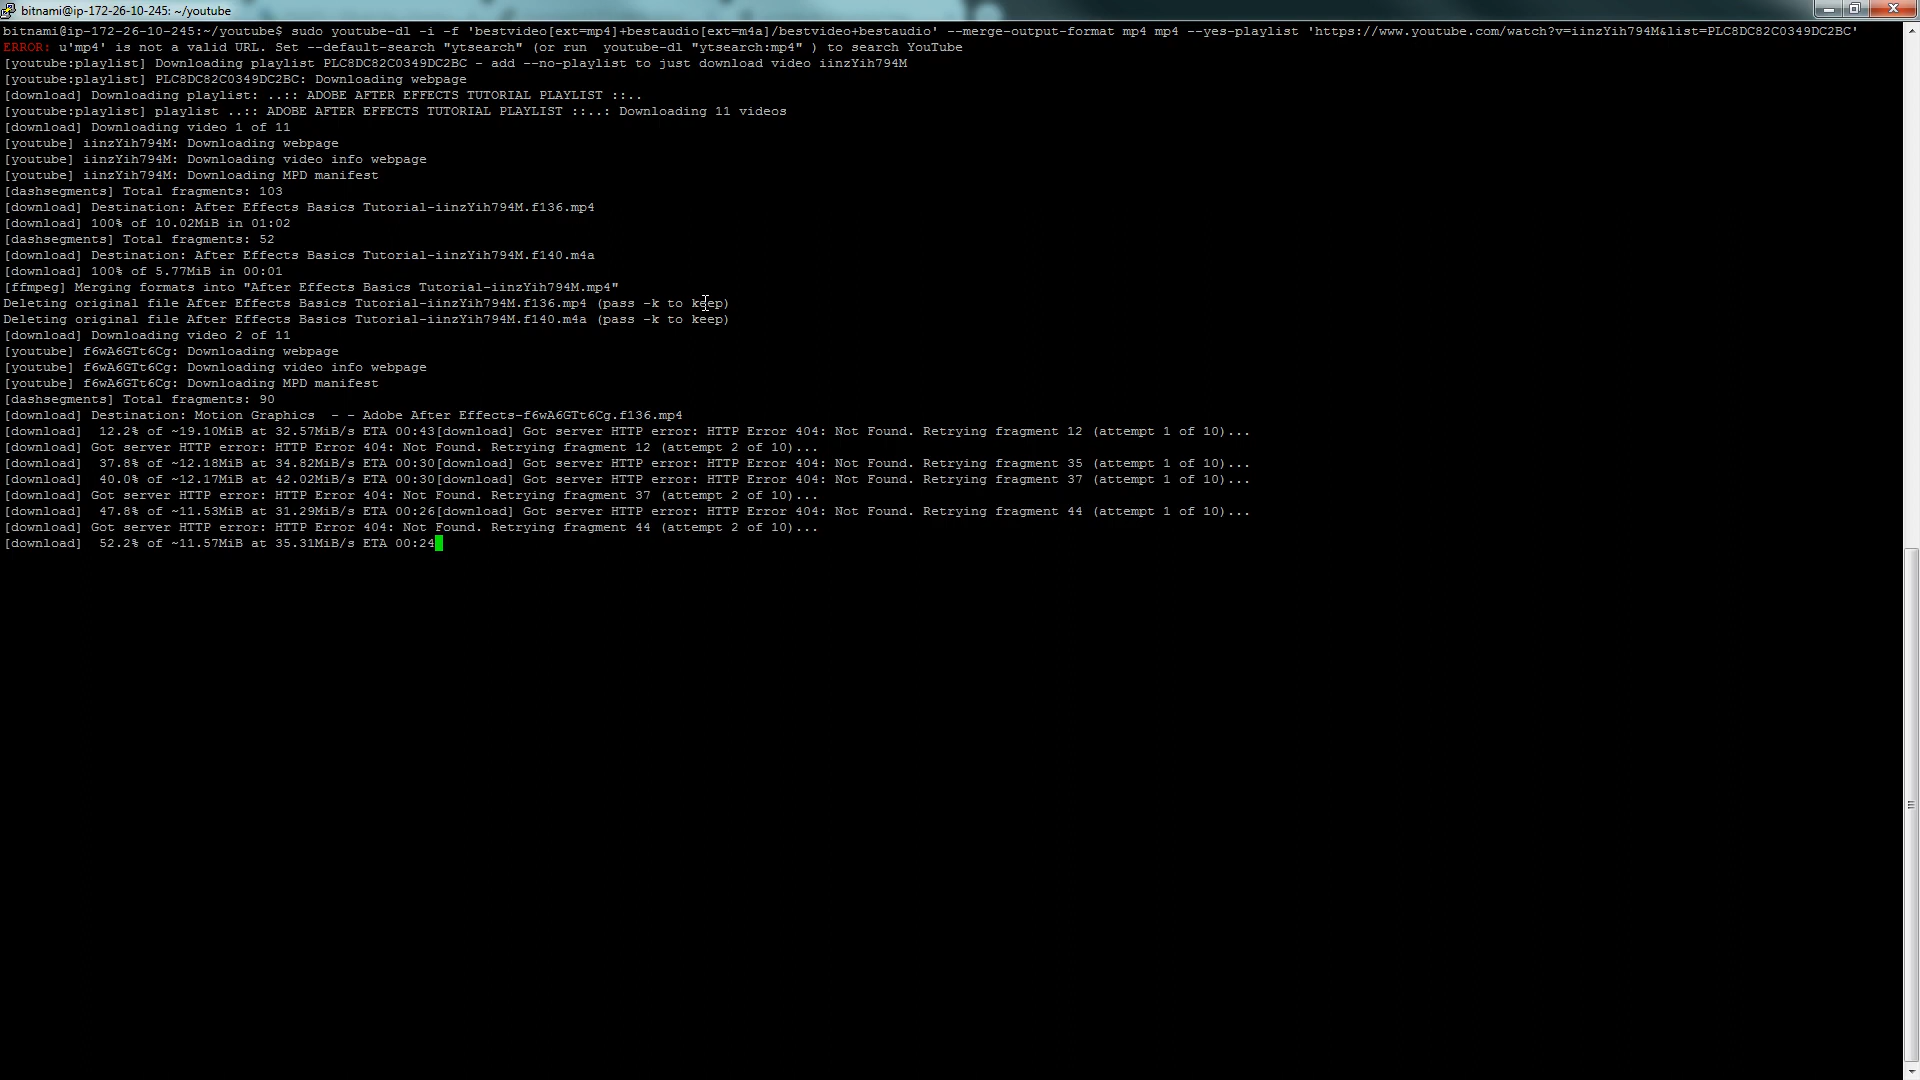 bitnami@ip-172-26-10-245: ~/youtube
bitnami@ip-172-26-10-245:~/youtube$ sudo youtube-dl -i -f 'bestvideo[ext=mp4]+bestaudio[ext=m4a]/bestvideo+bestaudio' --merge-output-format mp4 mp4 --yes-playlist 'https://www.youtube.com/watch?v=iinzYih794M&list=PLC8DC82C0349DC2BC'
ERROR: u'mp4' is not a valid URL. Set --default-search "ytsearch" (or run  youtube-dl "ytsearch:mp4" ) to search YouTube
[youtube:playlist] Downloading playlist PLC8DC82C0349DC2BC - add --no-playlist to just download video iinzYih794M
[youtube:playlist] PLC8DC82C0349DC2BC: Downloading webpage
[download] Downloading playlist: ..:: ADOBE AFTER EFFECTS TUTORIAL PLAYLIST ::..
[youtube:playlist] playlist ..:: ADOBE AFTER EFFECTS TUTORIAL PLAYLIST ::..: Downloading 11 videos
[download] Downloading video 1 of 11
[youtube] iinzYih794M: Downloading webpage
[youtube] iinzYih794M: Downloading video info webpage
[youtube] iinzYih794M: Downloading MPD manifest
[dashsegments] Total fragments: 103
[download] Destination: After Effects Basics Tutorial-iinzYih794M.f136.mp4
[download] 100% of 10.02MiB in 01:02
[dashsegments] Total fragments: 52
[download] Destination: After Effects Basics Tutorial-iinzYih794M.f140.m4a
[download] 100% of 5.77MiB in 00:01
[ffmpeg] Merging formats into "After Effects Basics Tutorial-iinzYih794M.mp4"
Deleting original file After Effects Basics Tutorial-iinzYih794M.f136.mp4 (pass -k to keep)
Deleting original file After Effects Basics Tutorial-iinzYih794M.f140.m4a (pass -k to keep)
[download] Downloading video 2 of 11
[youtube] f6wA6GTt6Cg: Downloading webpage
[youtube] f6wA6GTt6Cg: Downloading video info webpage
[youtube] f6wA6GTt6Cg: Downloading MPD manifest
[dashsegments] Total fragments: 90
[download] Destination: Motion Graphics  - - Adobe After Effects-f6wA6GTt6Cg.f136.mp4
[download]  12.2% of ~19.10MiB at 32.57MiB/s ETA 00:43[download] Got server HTTP error: HTTP Error 404: Not Found. Retrying fragment 12 (attempt 1 of 10)...
[download] Got server HTTP error: HTTP Error 404: Not Found. Retrying fragment 12 (attempt 2 of 10)...
[download]  37.8% of ~12.18MiB at 34.82MiB/s ETA 00:30[download] Got server HTTP error: HTTP Error 404: Not Found. Retrying fragment 35 (attempt 1 of 10)...
[download]  40.0% of ~12.17MiB at 42.02MiB/s ETA 00:30[download] Got server HTTP error: HTTP Error 404: Not Found. Retrying fragment 37 (attempt 1 of 10)...
[download] Got server HTTP error: HTTP Error 404: Not Found. Retrying fragment 37 (attempt 2 of 10)...
[download]  47.8% of ~11.53MiB at 31.29MiB/s ETA 00:26[download] Got server HTTP error: HTTP Error 404: Not Found. Retrying fragment 44 (attempt 1 of 10)...
[download] Got server HTTP error: HTTP Error 404: Not Found. Retrying fragment 44 (attempt 2 of 10)...
[download]  52.2% of ~11.57MiB at 35.31MiB/s ETA 00:24